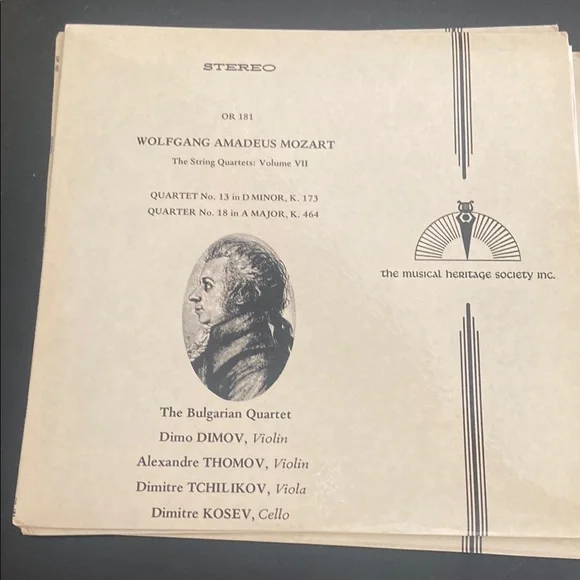 STEREO
OR 181
WOLFGANG AMADEUS MOZART
The String Quartets: Volume VII
QUARTET No. 13 in D MINOR, K. 173
QUARTER No. 18 in A MAJOR, K. 464
the musical heritage society inc.
The Bulgarian Quartet
Dimo DIMOV, Violin
Alexandre THOMOV, Violin
Dimitre TCHILIKOV, Viola
Dimitre KOSEV, Cello